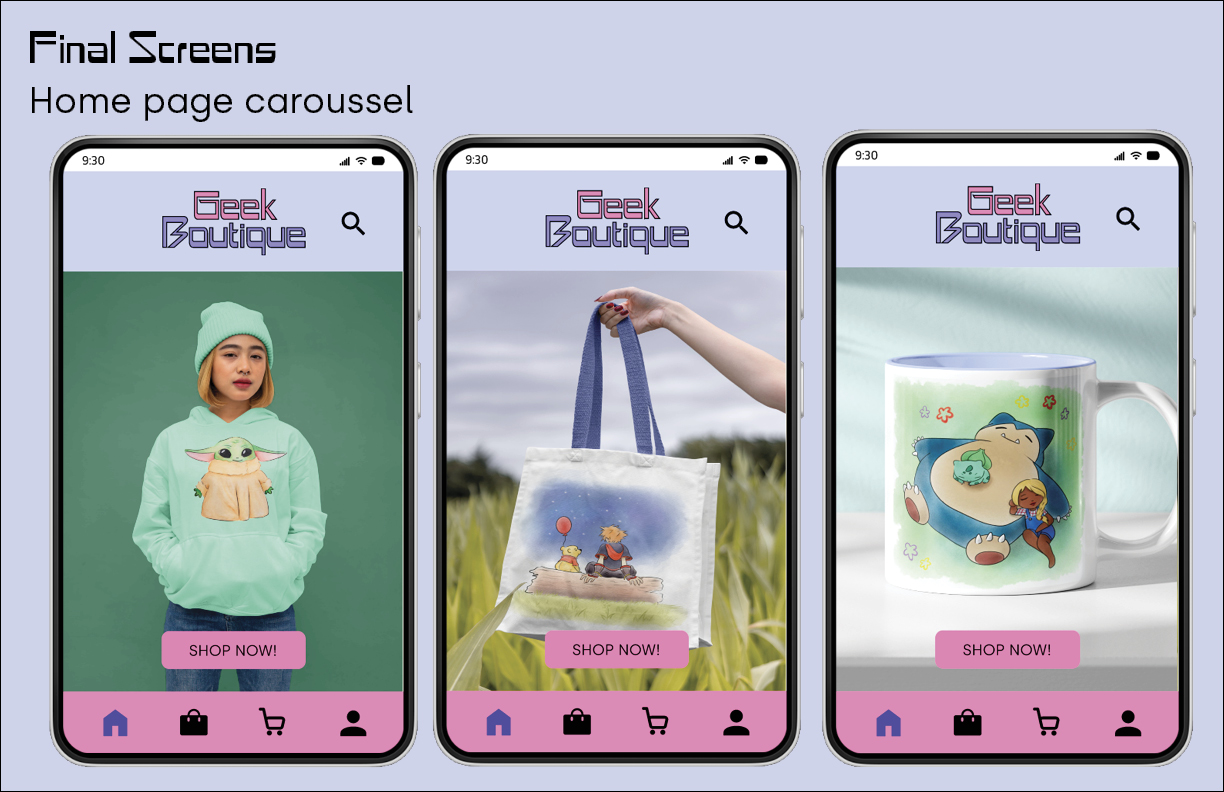 Final Screens
Home page caroussel
9:30
Geek
Boutique
SHOP NOW!
9:30
Geek
Boutique
SHOP NOW!
9:30
Geek
Boutique
SHOP NOW!